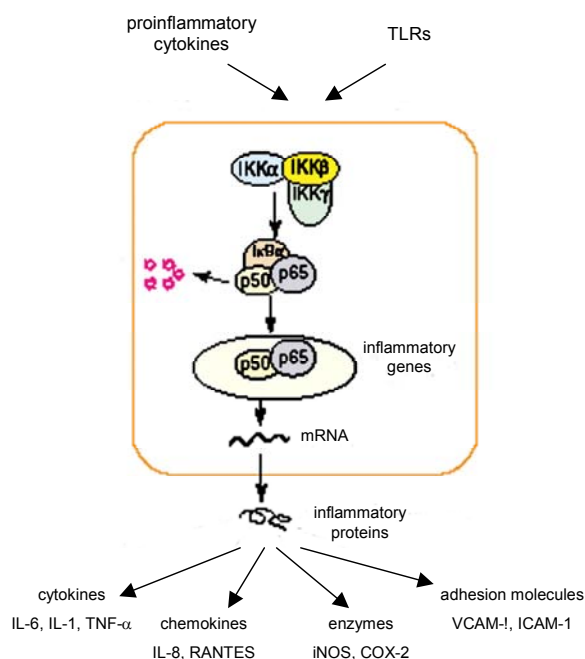 proinflammatory
cytokines
TLRs
IKKα
IKKβ
IKKγ
IκBα
p50
p65
p50
p65
inflammatory
genes
mRNA
inflammatory
proteins
cytokines
IL-6, IL-1, TNF-α
chemokines
IL-8, RANTES
enzymes
iNOS, COX-2
adhesion molecules
VCAM-!, ICAM-1